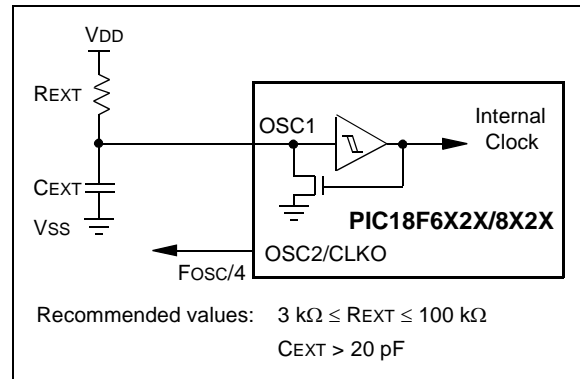 VDD
REXT
OSC1
Internal
Clock
CEXT
VSS
PIC18F6X2X/8X2X
OSC2/CLKO
FOSC/4
Recommended values: 3 kΩ ≤ REXT ≤ 100 kΩ
CEXT > 20 pF